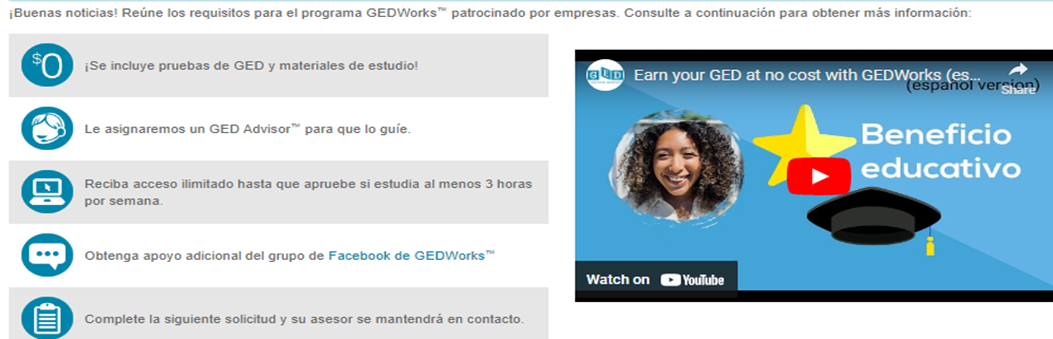 ¡Buenas noticias! Reúne los requisitos para el programa GEDWorks™ patrocinado por empresas. Consulte a continuación para obtener más información:
$0
¡Se incluye pruebas de GED y materiales de estudio!
Le asignaremos un GED Advisor™ para que lo guíe.
Reciba acceso ilimitado hasta que apruebe si estudia al menos 3 horas
por semana.
Obtenga apoyo adicional del grupo de Facebook de GEDWorks™
Complete la siguiente solicitud y su asesor se mantendrá en contacto.
GED
Earn your GED at no cost with GEDWorks (es...
(español version)
Share
Beneficio
educativo
Watch on YouTube